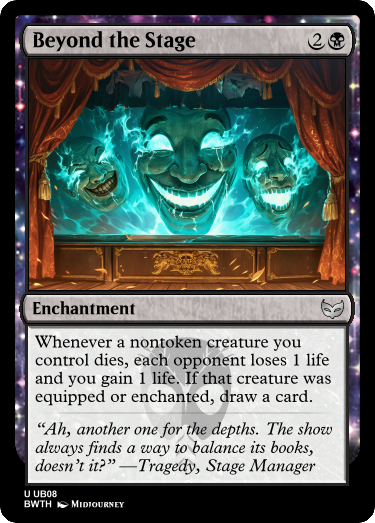 Beyond the Stage 2
Enchantment
Whenever a nontoken creature you
control dies, each opponent loses 1 life
and you gain 1 life. If that creature was
equipped or enchanted, draw a card.
“Ah, another one for the depths. The show
always finds a way to balance its books,
doesn’t it?” —Tragedy, Stage Manager
U UB08
BWTH Midjourney